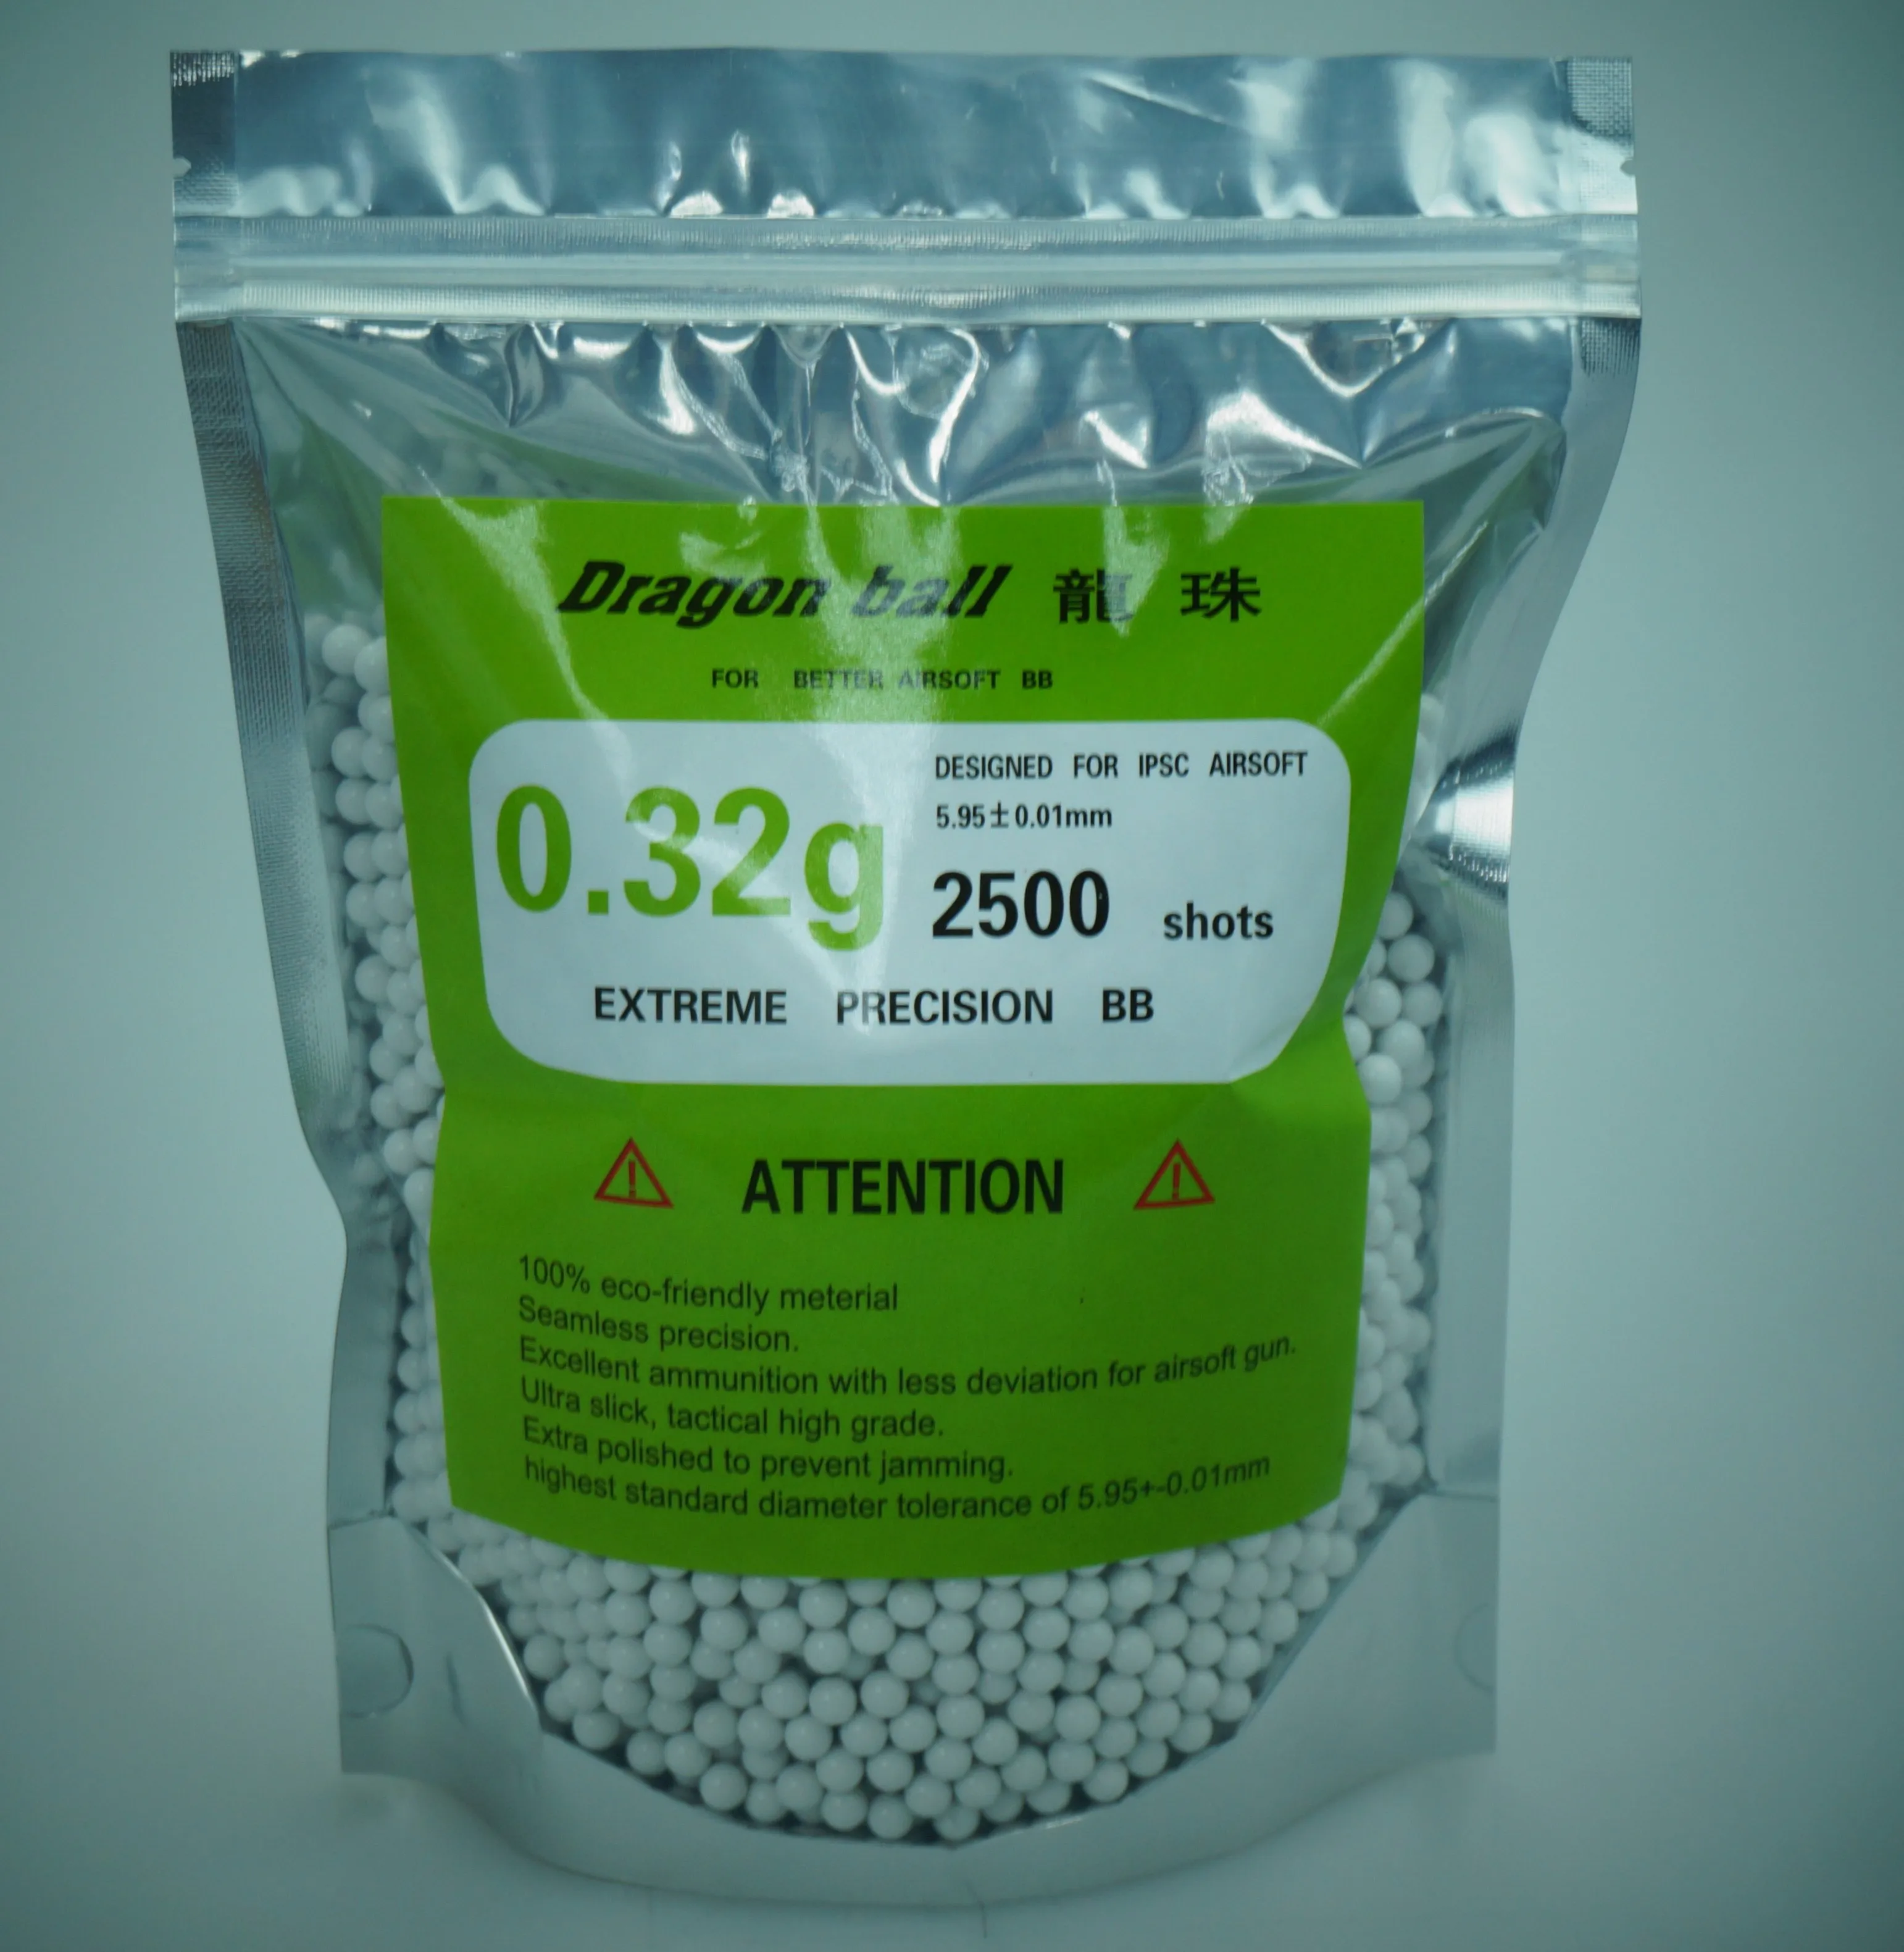 Dragon ball 龍珠
FOR BETTER AIRSOFT BB
0.32g
DESIGNED FOR IPSC AIRSOFT
5.95±0.01mm
2500 shots
EXTREME PRECISION BB
ATTENTION
100% eco-friendly meterial
Seamless precision.
Excellent ammunition with less deviation for airsoft gun.
Ultra slick, tactical high grade.
Extra polished to prevent jamming.
highest standard diameter tolerance of 5.95+-0.01mm